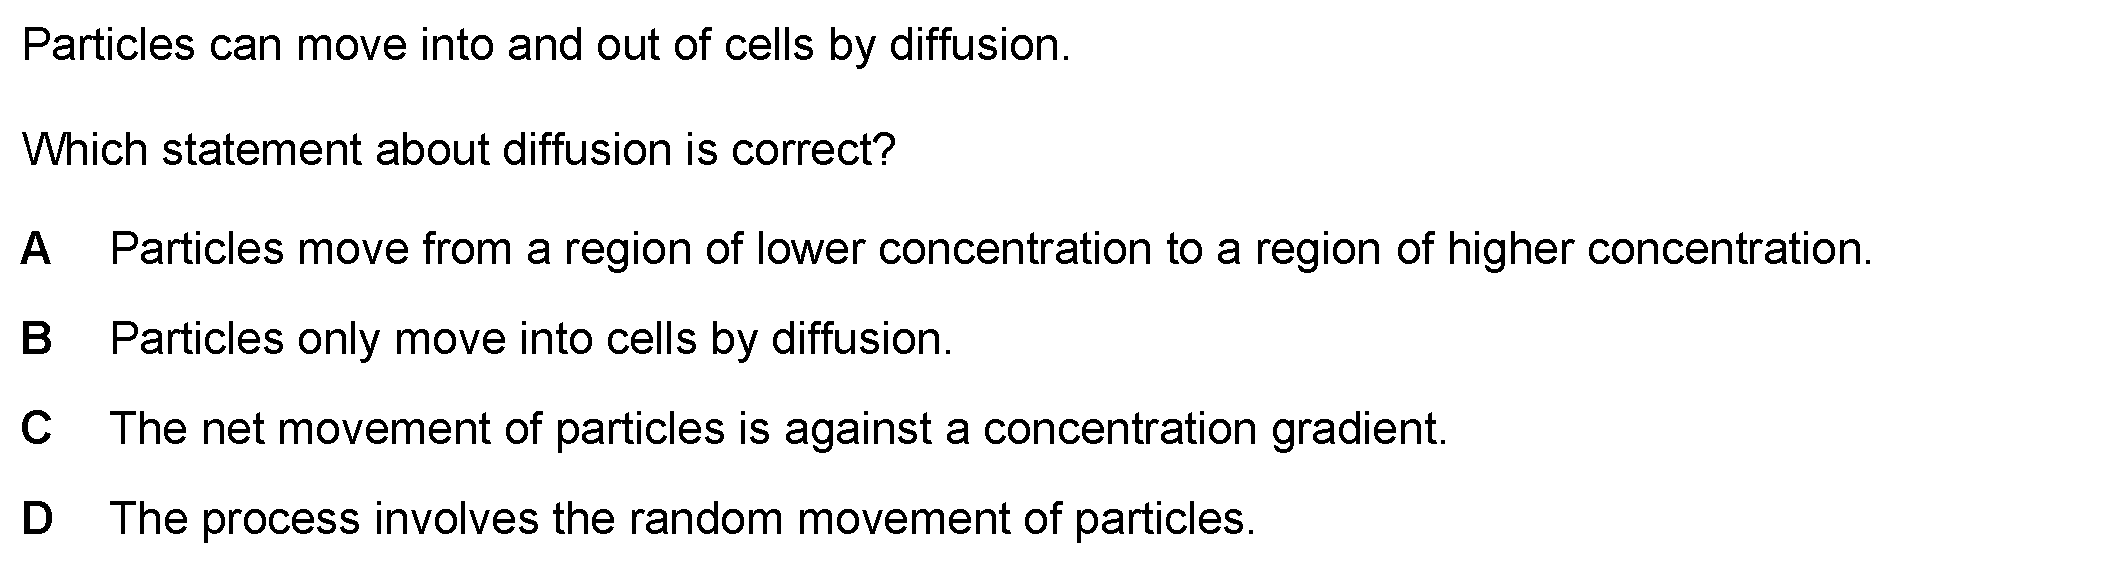 Particles can move into and out of cells by diffusion.
Which statement about diffusion is correct?
A Particles move from a region of lower concentration to a region of higher concentration.
B Particles only move into cells by diffusion.
C The net movement of particles is against a concentration gradient.
D The process involves the random movement of particles.